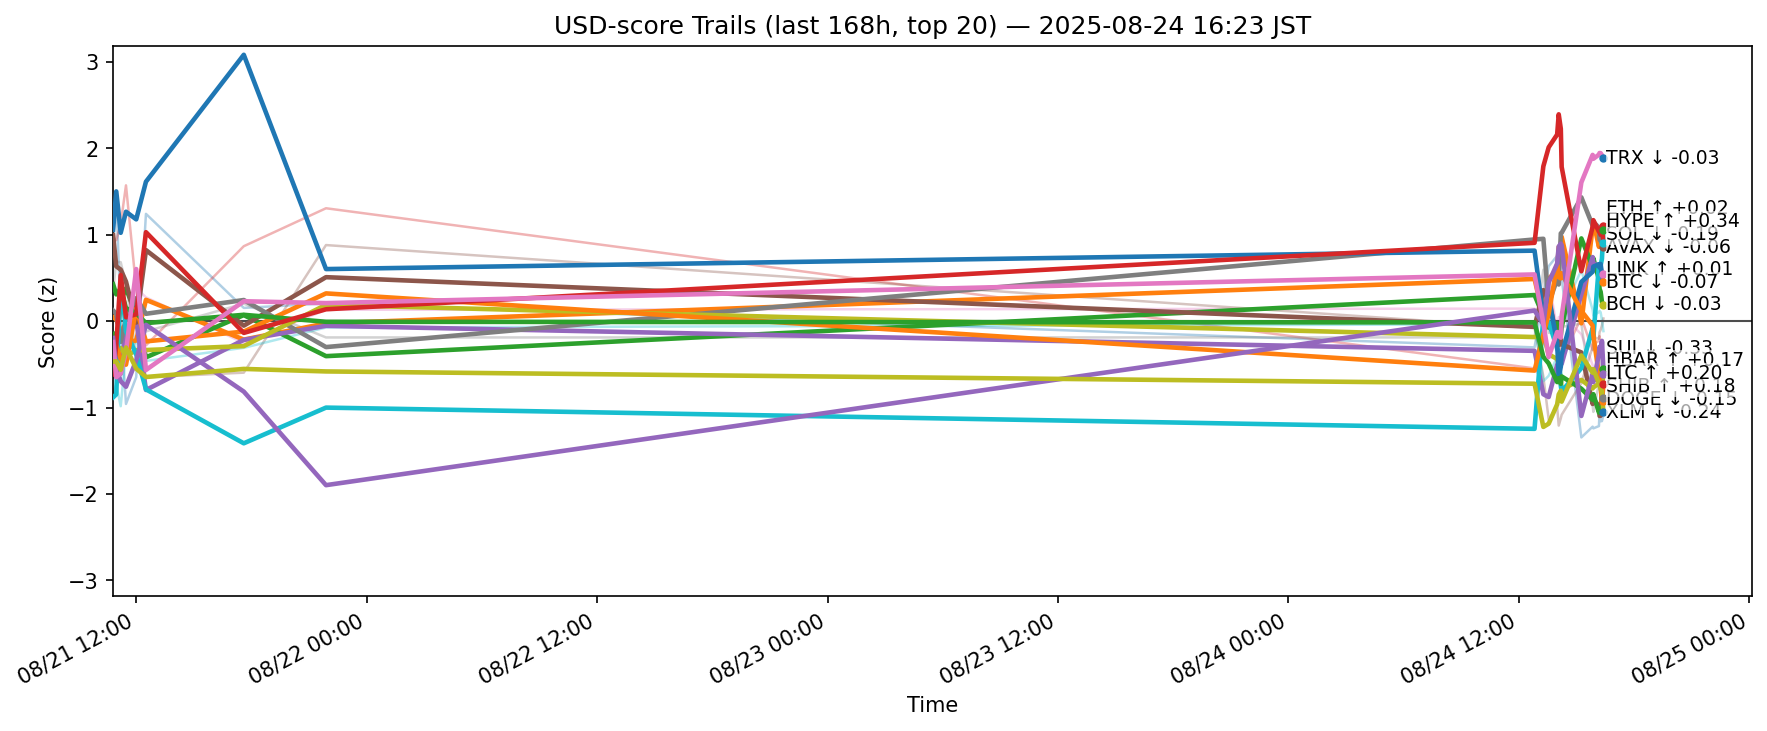 USD-score Trails (last 168h, top 20) — 2025-08-24 16:23 JST
Score (z)
3
2
1
0
−1
−2
−3
TRX ↓ -0.03
ETH ↑ +0.02
HYPE ↑ +0.34
SOL ↓ -0.19
AVAX ↓ -0.06
LINK ↑ +0.01
BTC ↓ -0.07
BCH ↓ -0.03
SUI ↓ -0.33
HBAR ↑ +0.17
LTC ↑ +0.20
SHIB ↑ +0.18
DOGE ↓ -0.15
XLM ↓ -0.24
08/21 12:00
08/22 00:00
08/22 12:00
08/23 00:00
08/23 12:00
08/24 00:00
08/24 12:00
08/25 00:00
Time